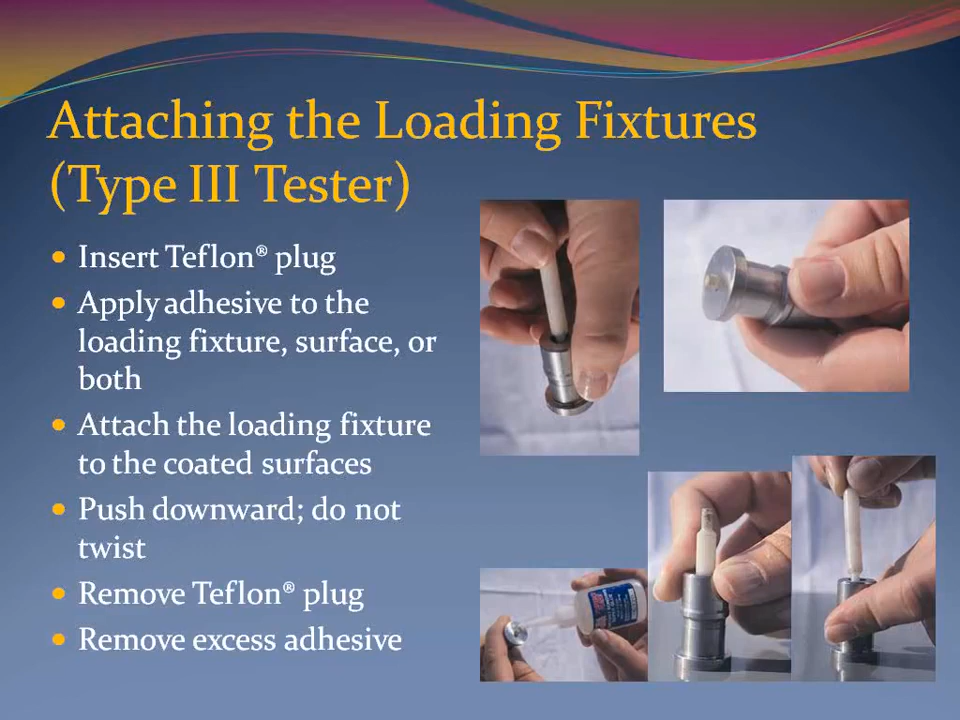 Attaching the Loading Fixtures
(Type III Tester)
Insert Teflon® plug
Apply adhesive to the
loading fixture, surface, or
both
Attach the loading fixture
to the coated surfaces
Push downward; do not
twist
Remove Teflon® plug
Remove excess adhesive